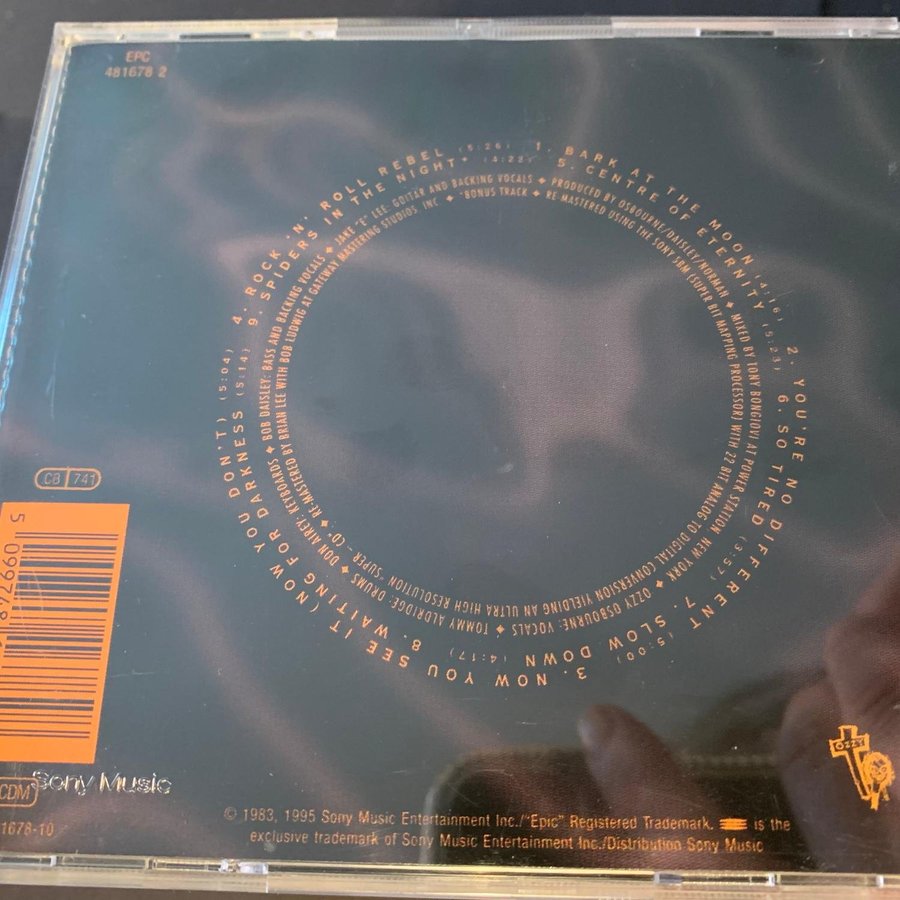 EPC
481678 2
1. BARK AT THE MOON (4:16) 2. YOU'RE NO DIFFERENT (5:00) 3. NOW YOU SEE IT (NOW YOU DON'T) (5:04) 4. ROCK 'N' ROLL REBEL (5:26)
5. CENTRE OF ETERNITY (5:23) 6. SO TIRED (3:57) 7. SLOW DOWN (4:17) 8. WAITING FOR DARKNESS (5:14) 9. SPIDERS IN THE NIGHT* (4:22)
✦ PRODUCED BY OSBOURNE/DAISLEY/NORMAN ✦ MIXED BY TONY BONGIOVI AT POWER STATION NEW YORK ✦ OZZY OSBOURNE: VOCALS ✦ TOMMY ALDRIDGE: DRUMS ✦ DON AIREY: KEYBOARDS ✦ BOB DAISLEY: BASS AND BACKING VOCALS ✦ JAKE "E" LEE: GUITAR AND BACKING VOCALS
✦ RE-MASTERED USING THE SONY SBM (SUPER BIT MAPPING PROCESSOR) WITH 22 BIT ANALOG TO DIGITAL CONVERSION YIELDING AN ULTRA HIGH RESOLUTION "SUPER - CD" ✦ RE-MASTERED BY BRIAN LEE WITH BOB LUDWIG AT GATEWAY MASTERING STUDIOS INC ✦ *BONUS TRACK
CB 741
5 099748 1
Sony Music
CDM
1678-10
OZZY
© 1983, 1995 Sony Music Entertainment Inc./"Epic" Registered Trademark. is the
exclusive trademark of Sony Music Entertainment Inc./Distribution Sony Music